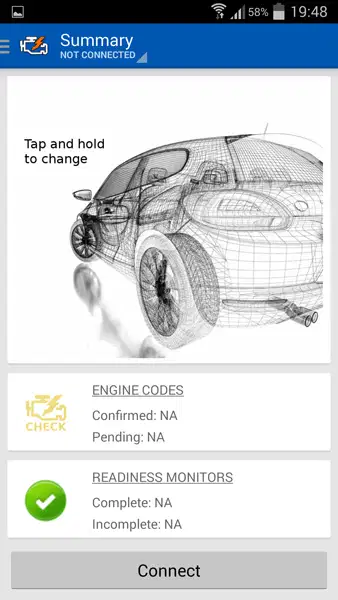 58% 19:48
Summary
NOT CONNECTED
Tap and hold
to change
ENGINE CODES
Confirmed: NA
Pending: NA
CHECK
READINESS MONITORS
Complete: NA
Incomplete: NA
Connect